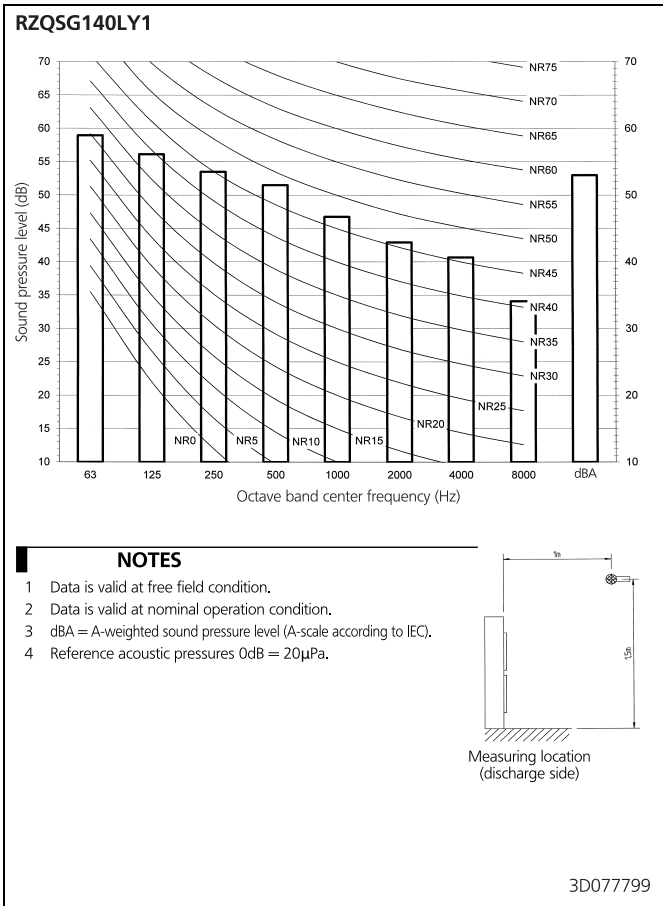 RZQSG140LY1
70
65
60
55
50
45
40
35
30
25
20
15
10
Sound pressure level (dB)
NR75
NR70
NR65
NR60
NR55
NR50
NR45
NR40
NR35
NR30
NR25
NR20
NR15
NR10
NR5
NR0
70
60
50
40
30
20
10
63 125 250 500 1000 2000 4000 8000 dBA
Octave band center frequency (Hz)
NOTES
1 Data is valid at free field condition.
2 Data is valid at nominal operation condition.
3 dBA = A-weighted sound pressure level (A-scale according to IEC).
4 Reference acoustic pressures 0dB = 20µPa.
1m
1.5m
Measuring location
(discharge side)
3D077799